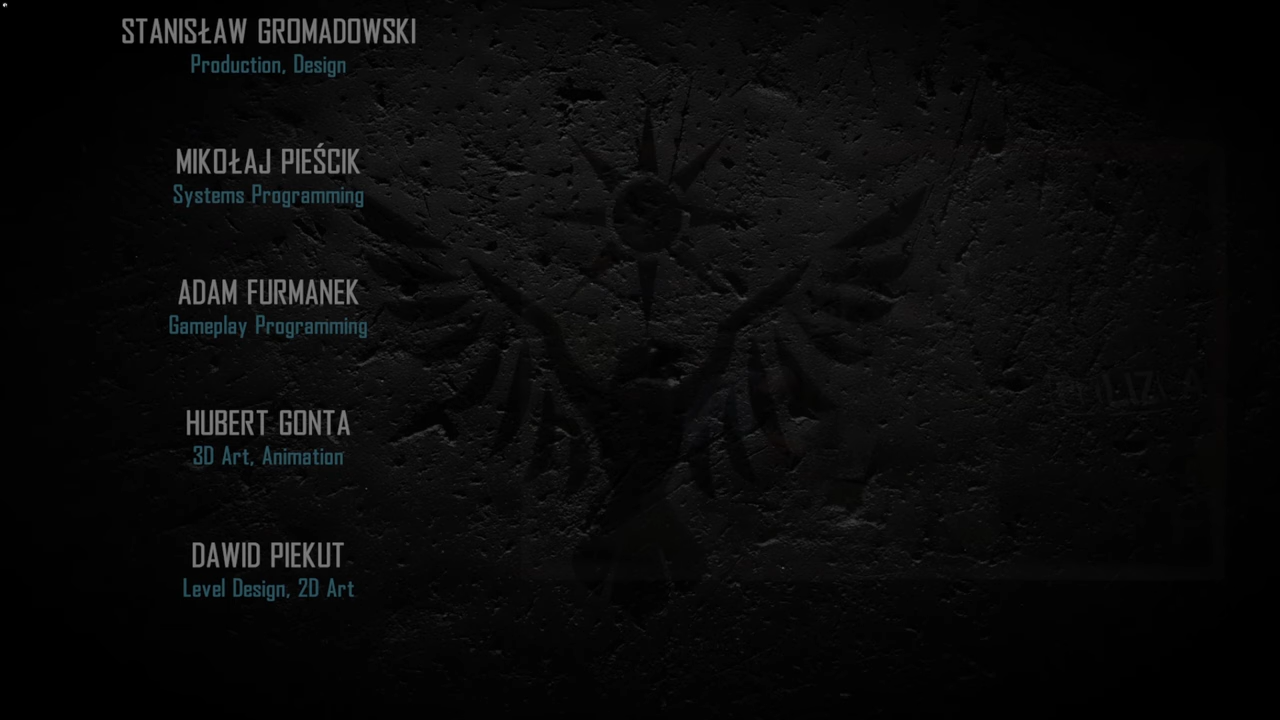 STANISŁAW GROMADOWSKI
Production, Design
MIKOŁAJ PIEŚCIK
Systems Programming
ADAM FURMANEK
Gameplay Programming
HUBERT GONTA
3D Art, Animation
DAWID PIEKUT
Level Design, 2D Art